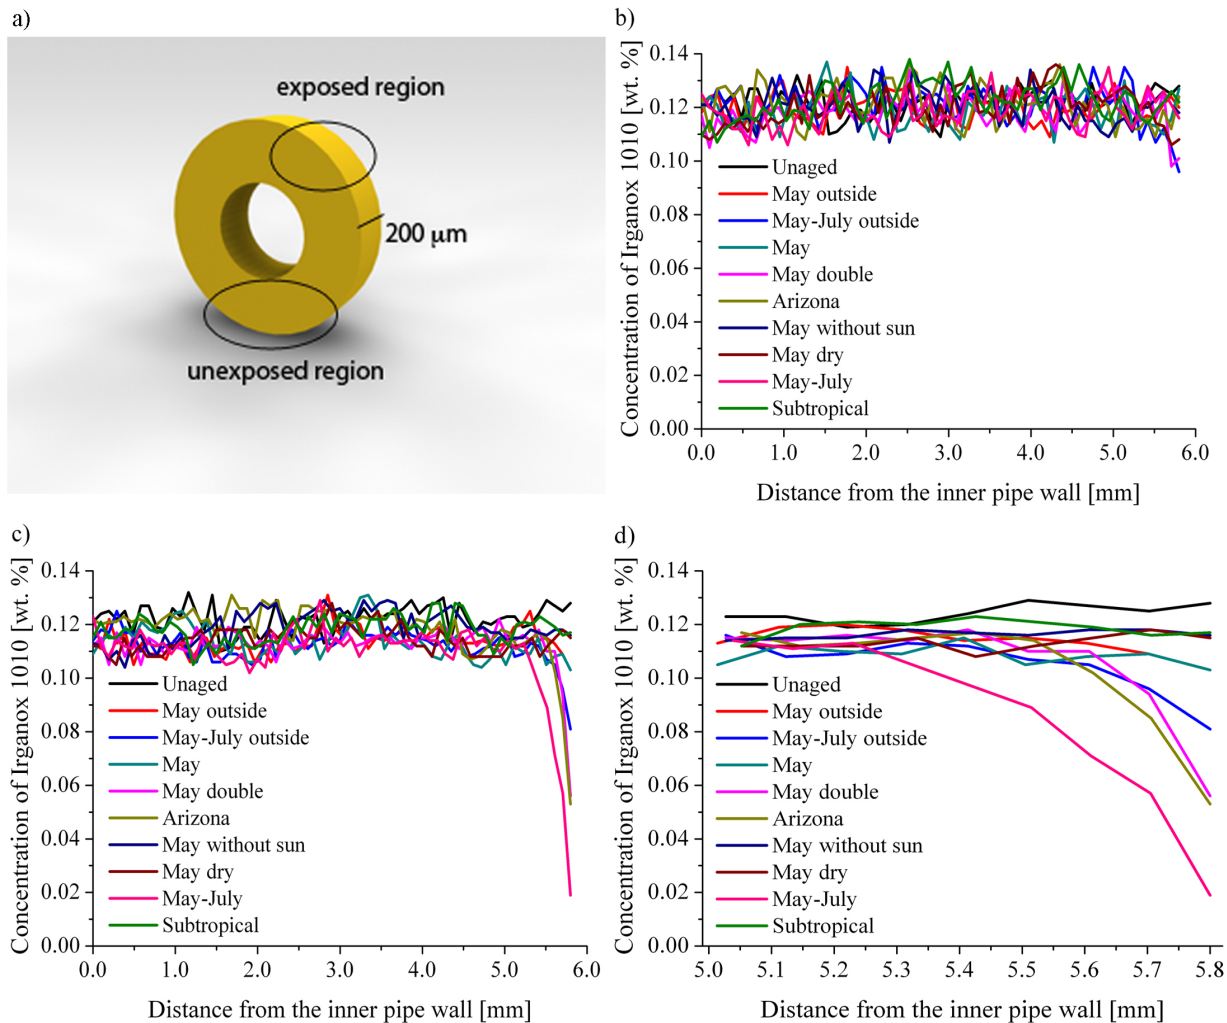 a)
exposed region
200 μm
unexposed region
b)
Concentration of Irganox 1010 [wt. %]
0.14
0.12
0.10
0.08
0.06
0.04
0.02
0.00
Unaged
May outside
May-July outside
May
May double
Arizona
May without sun
May dry
May-July
Subtropical
0.0 1.0 2.0 3.0 4.0 5.0 6.0
Distance from the inner pipe wall [mm]
c)
Concentration of Irganox 1010 [wt. %]
0.14
0.12
0.10
0.08
0.06
0.04
0.02
0.00
Unaged
May outside
May-July outside
May
May double
Arizona
May without sun
May dry
May-July
Subtropical
0.0 1.0 2.0 3.0 4.0 5.0 6.0
Distance from the inner pipe wall [mm]
d)
Concentration of Irganox 1010 [wt. %]
0.14
0.12
0.10
0.08
0.06
0.04
0.02
0.00
Unaged
May outside
May-July outside
May
May double
Arizona
May without sun
May dry
May-July
Subtropical
5.0 5.1 5.2 5.3 5.4 5.5 5.6 5.7 5.8
Distance from the inner pipe wall [mm]